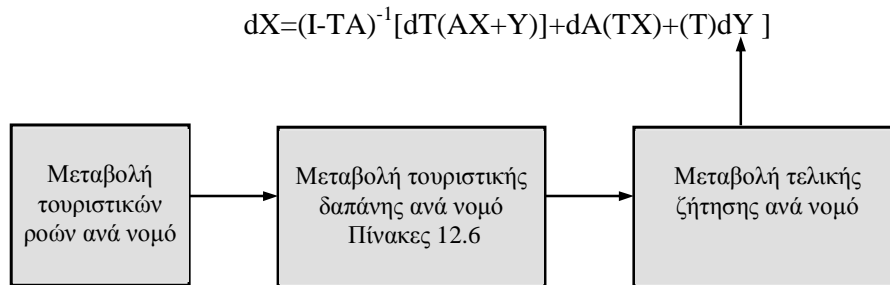 dX=(I-TA)⁻¹[dT(AX+Y)]+dA(TX)+(T)dY ]
Μεταβολή
τουριστικών
ροών ανά νομό
Μεταβολή τουριστικής
δαπάνης ανά νομό
Πίνακες 12.6
Μεταβολή τελικής
ζήτησης ανά νομό